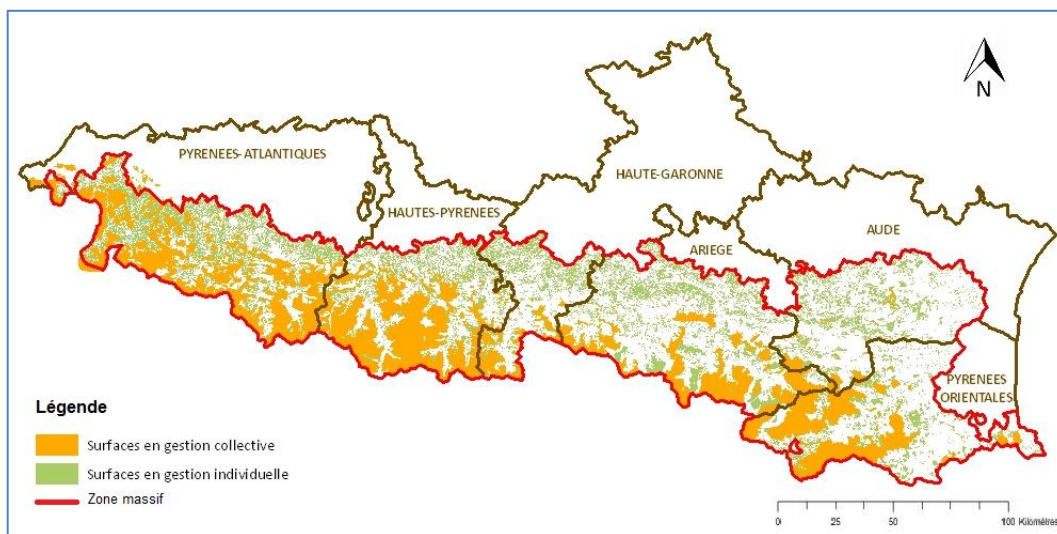 N
PYRENEES-ATLANTIQUES
HAUTES-PYRENEES
HAUTE-GARONNE
ARIEGE
AUDE
PYRENEES
ORIENTALES
Légende
Surfaces en gestion collective
Surfaces en gestion individuelle
Zone massif
0 25 50 100 Kilomètres